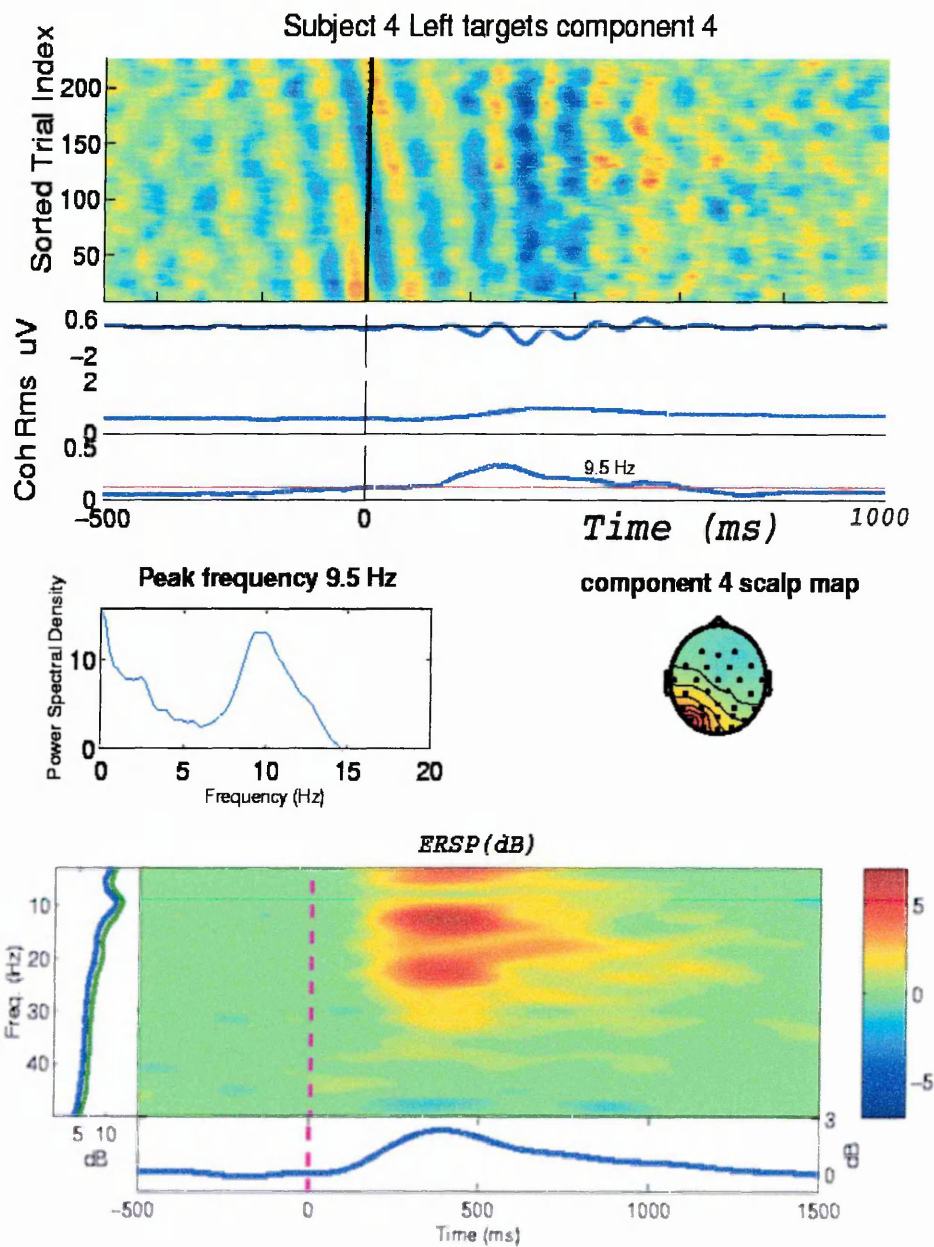 Subject 4 Left targets component 4
Sorted Trial Index
200
150
100
50
uV
0.6
−2
Rms
2
0
Coh
0.5
0
9.5 Hz
−500
0
1000
Time (ms)
Peak frequency 9.5 Hz
Power Spectral Density
10
0
0
5
10
15
20
Frequency (Hz)
component 4 scalp map
ERSP(dB)
Freq. (Hz)
10
20
30
40
5 10
dB
5
0
−5
3
0
dB
−500
0
500
1000
1500
Time (ms)